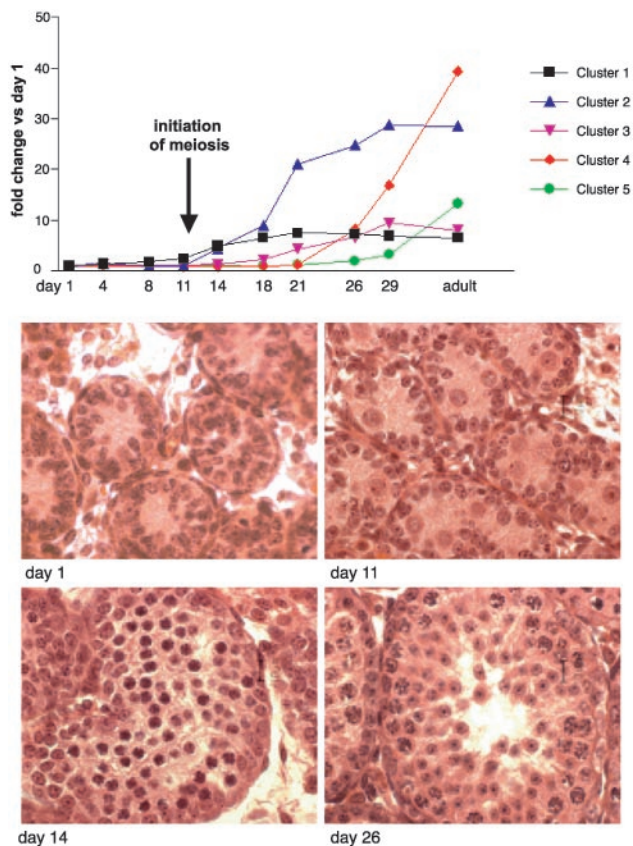 fold change vs day 1
50
40
30
20
10
0
initiation
of meiosis
day 1 4 8 11 14 18 21 26 29 adult
Cluster 1
Cluster 2
Cluster 3
Cluster 4
Cluster 5
day 1
day 11
day 14
day 26